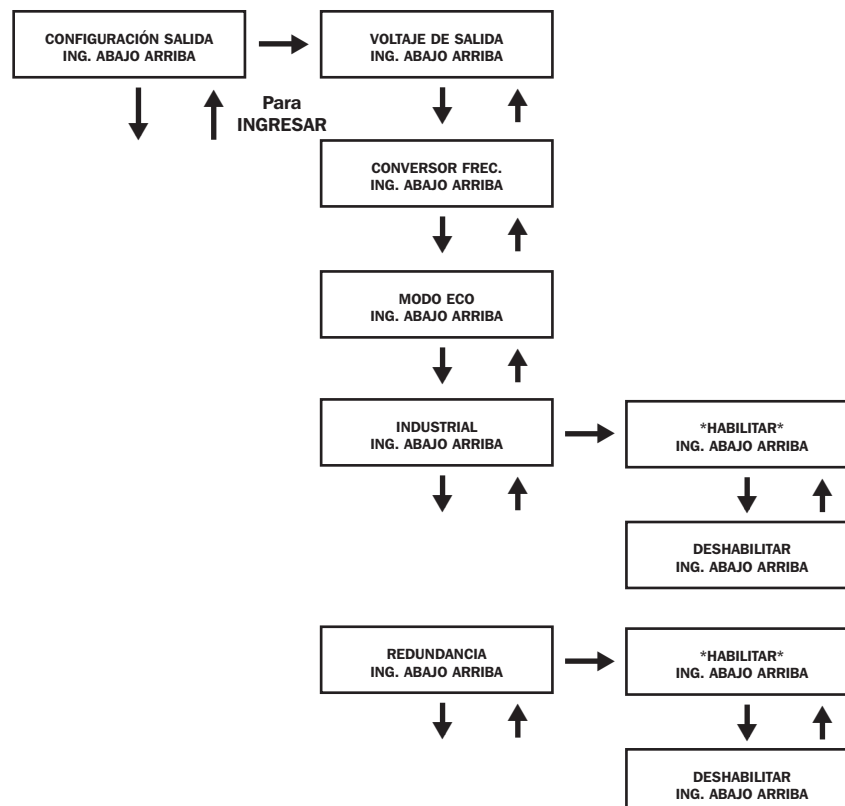 CONFIGURACIÓN SALIDA
ING. ABAJO ARRIBA
VOLTAJE DE SALIDA
ING. ABAJO ARRIBA
Para
INGRESAR
CONVERSOR FREC.
ING. ABAJO ARRIBA
MODO ECO
ING. ABAJO ARRIBA
INDUSTRIAL
ING. ABAJO ARRIBA
*HABILITAR*
ING. ABAJO ARRIBA
DESHABILITAR
ING. ABAJO ARRIBA
REDUNDANCIA
ING. ABAJO ARRIBA
*HABILITAR*
ING. ABAJO ARRIBA
DESHABILITAR
ING. ABAJO ARRIBA